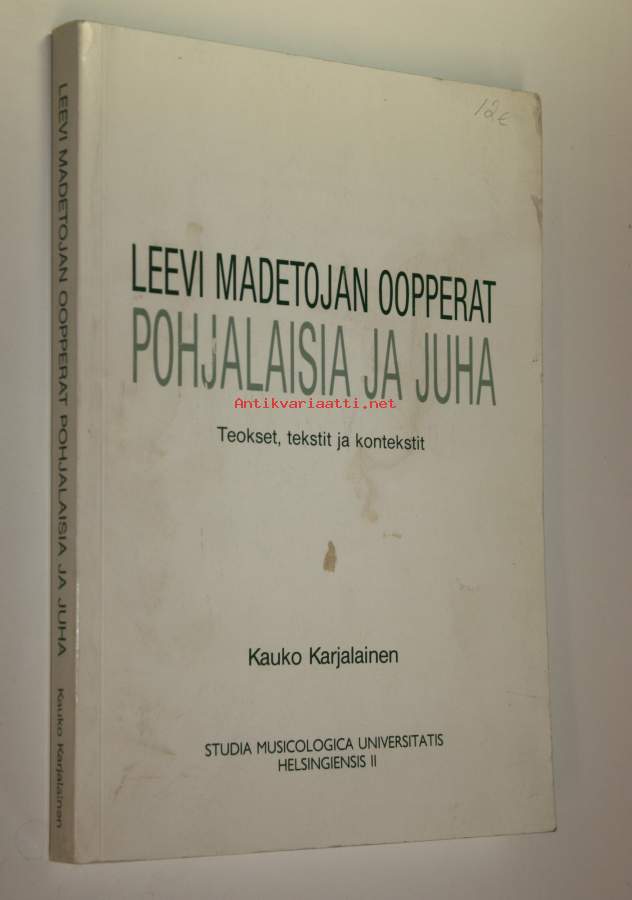 12€
LEEVI MADETOJAN OOPPERAT
POHJALAISIA JA JUHA
Antikvariaatti.net
Teokset, tekstit ja kontekstit
Kauko Karjalainen
STUDIA MUSICOLOGICA UNIVERSITATIS
HELSINGIENSIS II
LEEVI MADETOJAN OOPPERAT POHJALAISIA JA JUHA Kauko Karjalainen